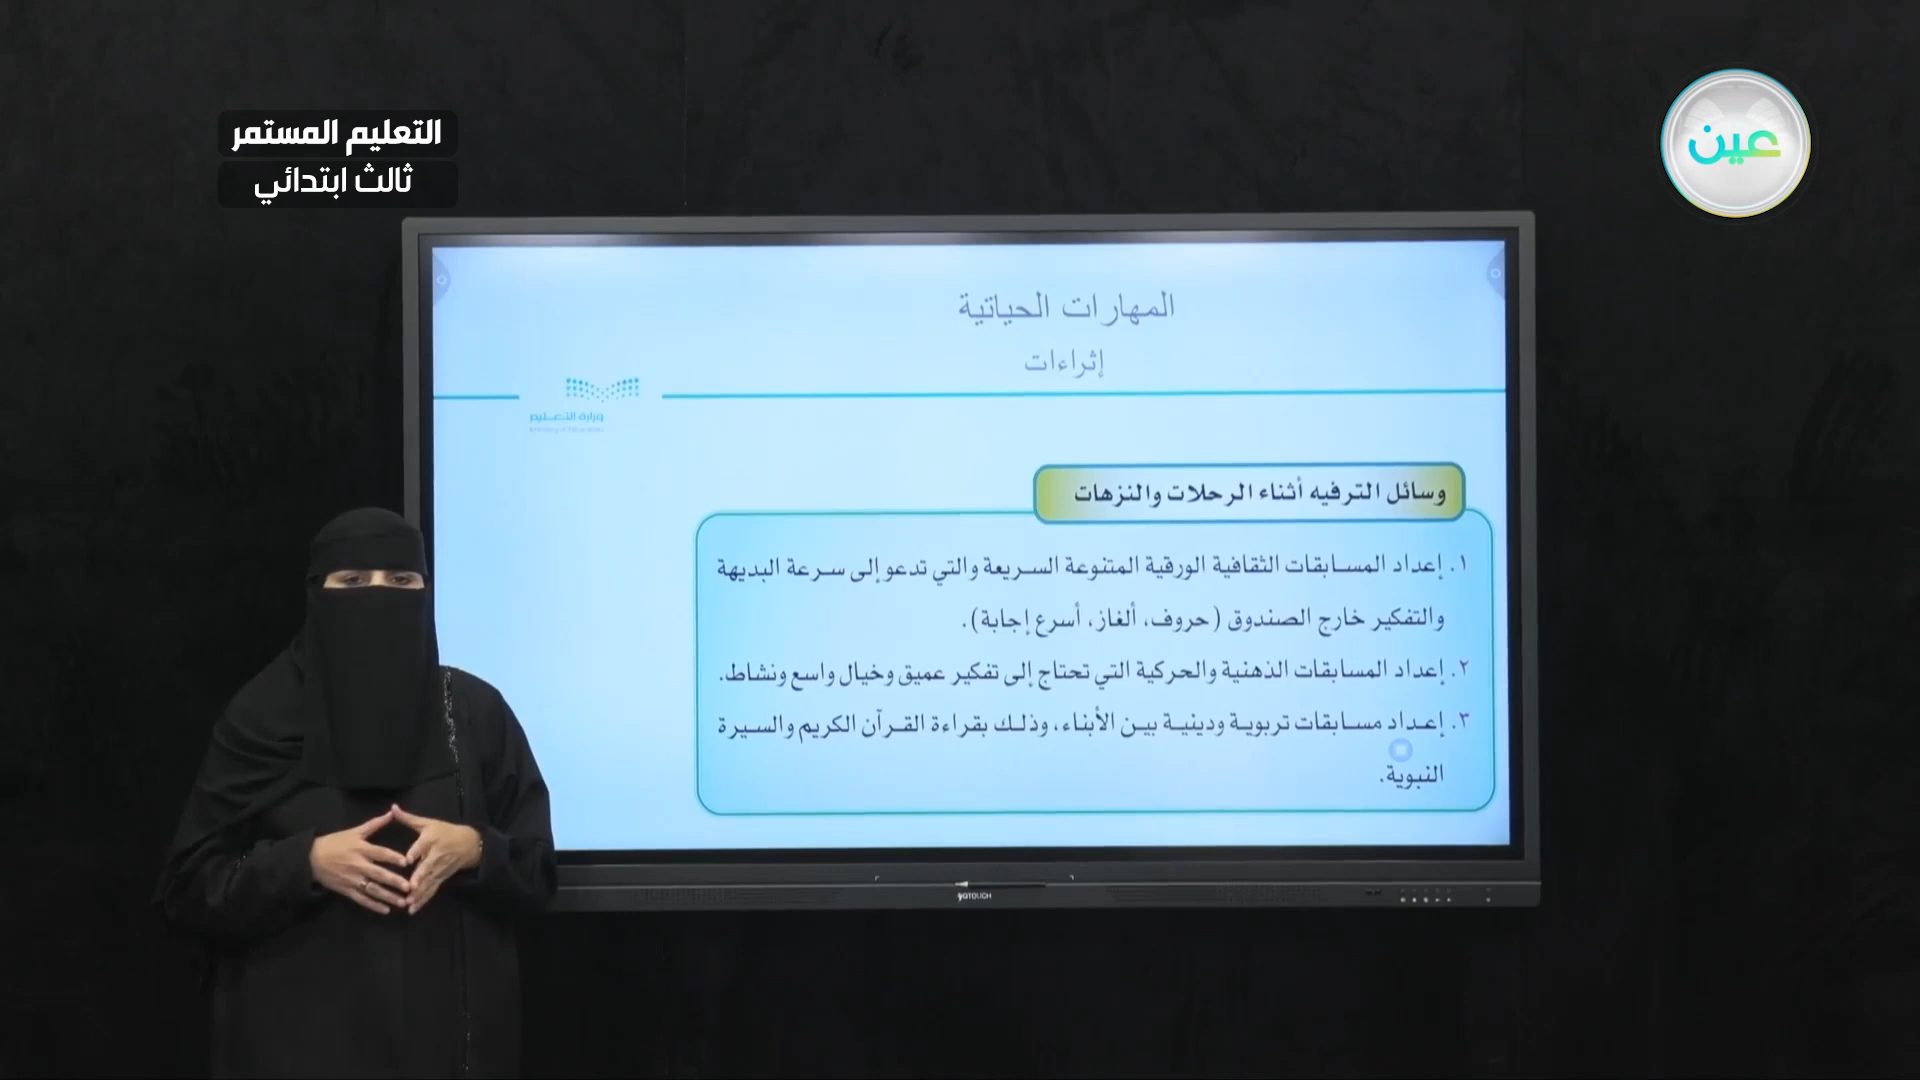 التعليم المستمر
ثالث ابتدائي
عين
المهارات الحياتية
إثراءات
وزارة التعليم
وسائل الترفيه أثناء الرحلات والنزهات
١. إعداد المسابقات الثقافية الورقية المتنوعة السريعة والتي تدعو إلى سرعة البديهة
والتفكير خارج الصندوق (حروف، ألغاز، أسرع إجابة).
٢. إعداد المسابقات الذهنية والحركية التي تحتاج إلى تفكير عميق وخيال واسع ونشاط.
٣. إعداد مسابقات تربوية ودينية بين الأبناء، وذلك بقراءة القرآن الكريم والسيرة
النبوية.